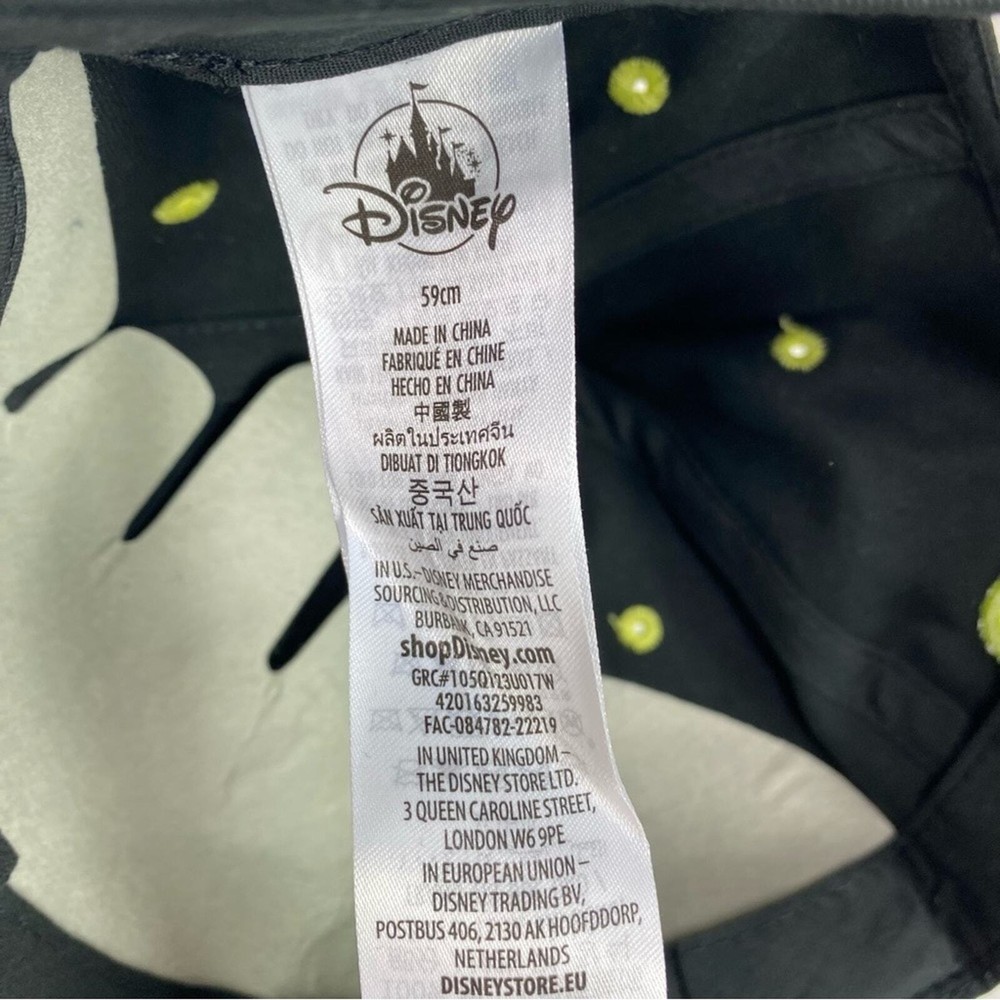 Disney
59cm
MADE IN CHINA
FABRIQUÉ EN CHINE
HECHO EN CHINA
中國製
ผลิตในประเทศจีน
DIBUAT DI TIONGKOK
중국산
SẢN XUẤT TẠI TRUNG QUỐC
صنع في الصين
IN U.S.–DISNEY MERCHANDISE
SOURCING & DISTRIBUTION, LLC
BURBANK, CA 91521
shopDisney.com
GRC#105Q123U017W
420163259983
FAC-084782-22219
IN UNITED KINGDOM –
THE DISNEY STORE LTD.
3 QUEEN CAROLINE STREET,
LONDON W6 9PE
IN EUROPEAN UNION –
DISNEY TRADING BV,
POSTBUS 406, 2130 AK HOOFDDORP,
NETHERLANDS
DISNEYSTORE.EU